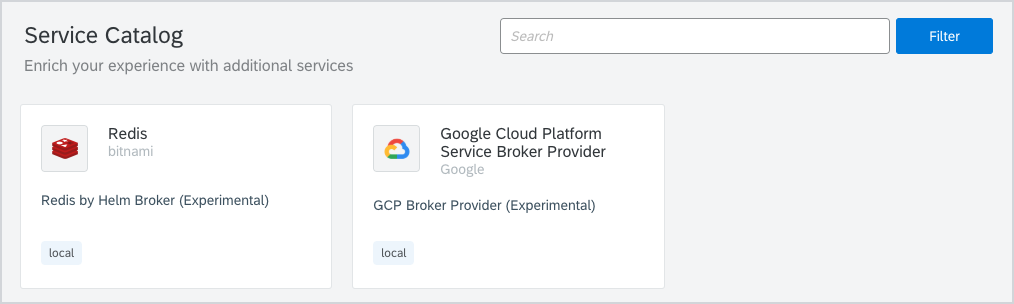 Service Catalog
Search
Filter
Enrich your experience with additional services
Redis
bitnami
Redis by Helm Broker (Experimental)
local
Google Cloud Platform
Service Broker Provider
Google
GCP Broker Provider (Experimental)
local